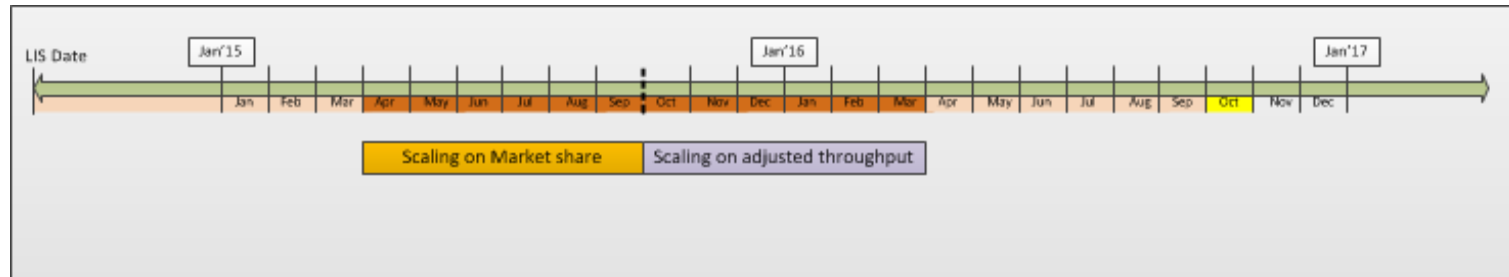 Jan'15
Jan'16
Jan'17
LIS Date
Jan Feb Mar Apr May Jun Jul Aug Sep Oct Nov Dec Jan Feb Mar Apr May Jun Jul Aug Sep Oct Nov Dec
Scaling on Market share Scaling on adjusted throughput